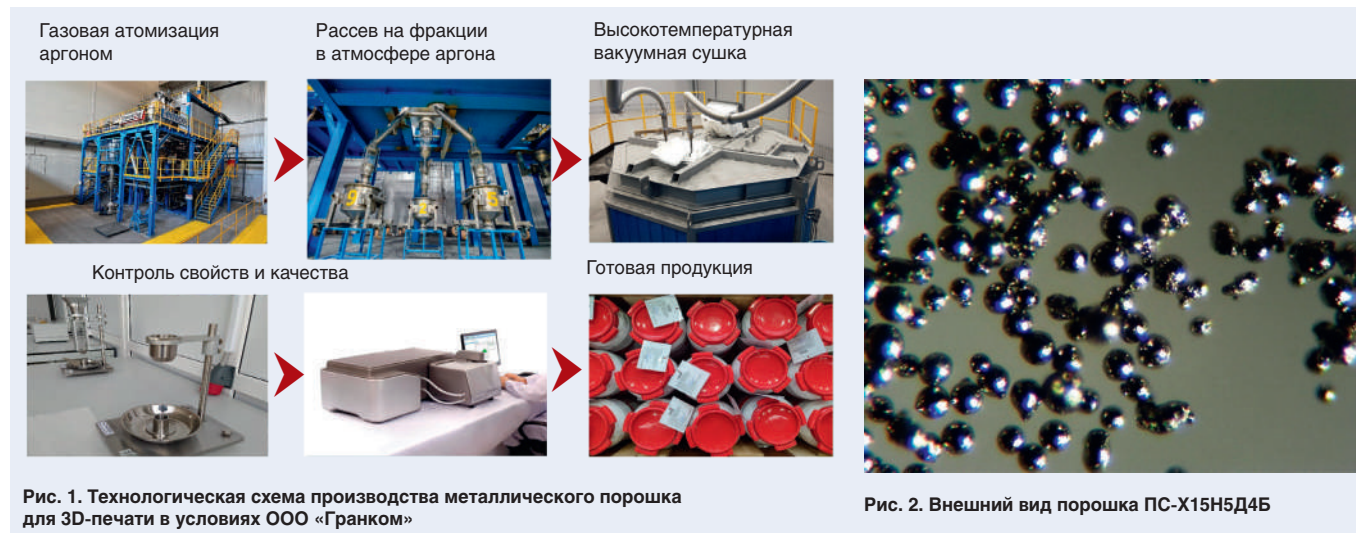 Газовая атомизация
аргоном
Рассев на фракции
в атмосфере аргона
Высокотемпературная
вакуумная сушка
Контроль свойств и качества
Готовая продукция
Рис. 1. Технологическая схема производства металлического порошка
для 3D-печати в условиях ООО «Гранком»
Рис. 2. Внешний вид порошка ПС-Х15Н5Д4Б